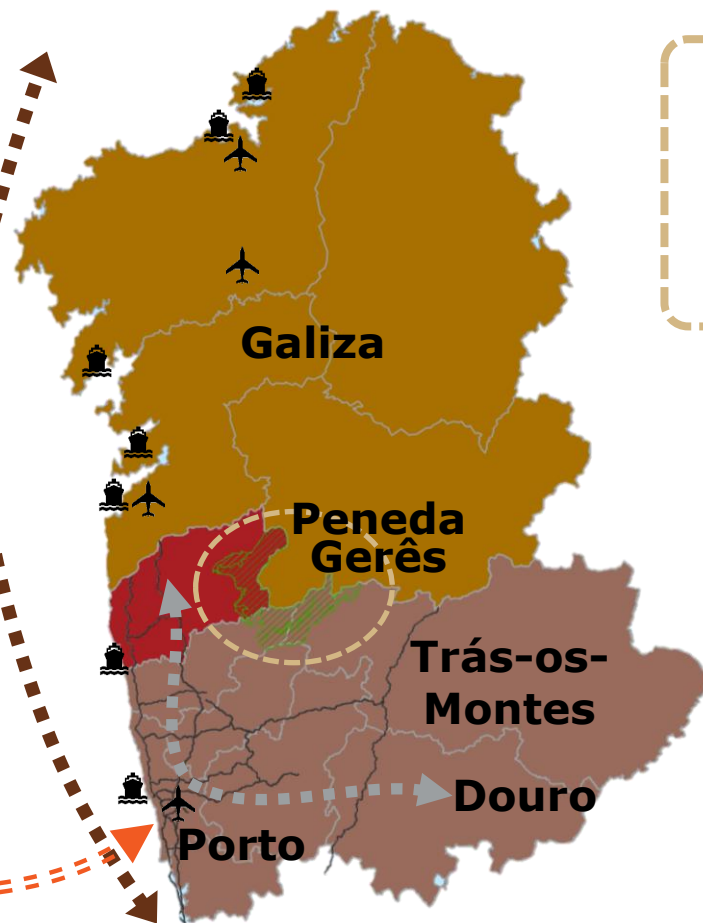 Galiza
Peneda
Gerês
Trás-os-
Montes
Douro
Porto